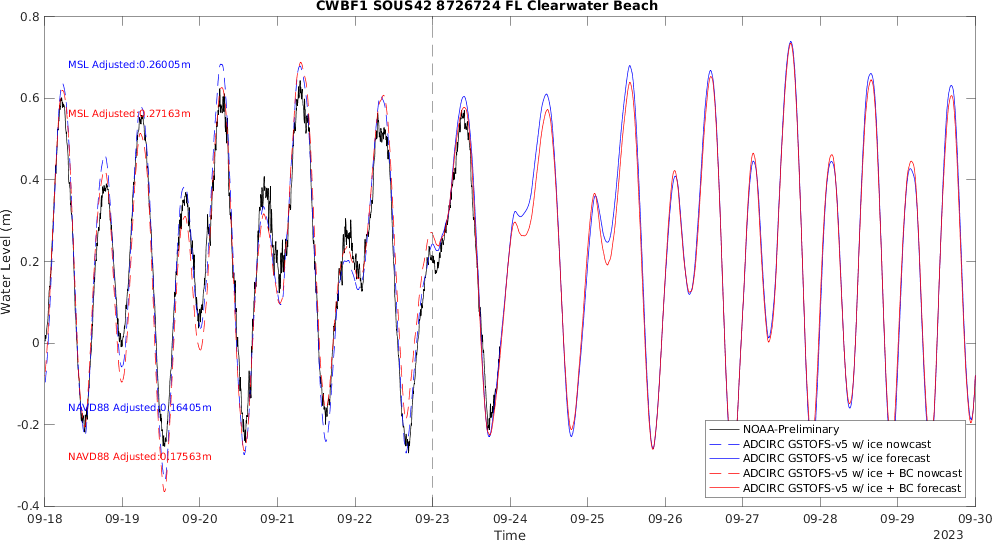 CWBF1 SOUS42 8726724 FL Clearwater Beach
Water Level (m)
0.8
0.6
0.4
0.2
0
-0.2
-0.4
MSL Adjusted:0.26005m
MSL Adjusted:0.27163m
NAVD88 Adjusted:0.16405m
NAVD88 Adjusted:0.17563m
NOAA-Preliminary
ADCIRC GSTOFS-v5 w/ ice nowcast
ADCIRC GSTOFS-v5 w/ ice forecast
ADCIRC GSTOFS-v5 w/ ice + BC nowcast
ADCIRC GSTOFS-v5 w/ ice + BC forecast
09-18 09-19 09-20 09-21 09-22 09-23 09-24 09-25 09-26 09-27 09-28 09-29 09-30
Time
2023